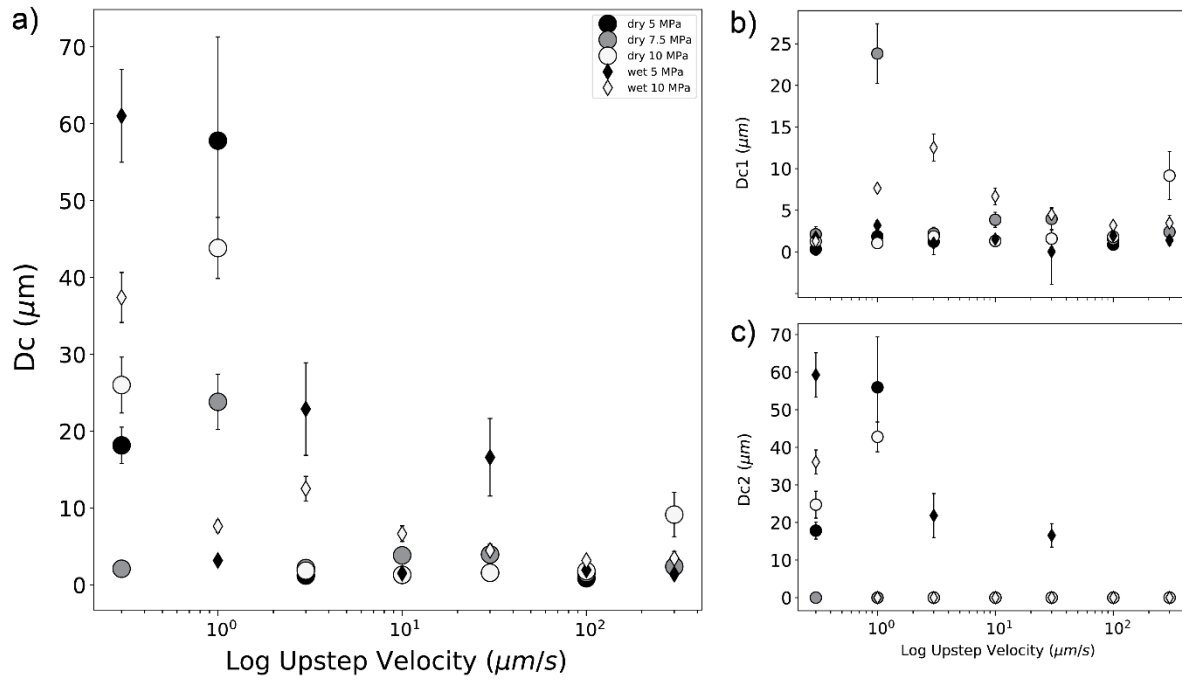 a)
dry 5 MPa
dry 7.5 MPa
dry 10 MPa
wet 5 MPa
wet 10 MPa
70
60
50
40
30
20
10
0
Dc (μm)
10⁰
10¹
10²
Log Upstep Velocity (μm/s)
b)
25
20
15
10
5
0
Dc1 (μm)
c)
70
60
50
40
30
20
10
0
Dc2 (μm)
10⁰
10¹
10²
Log Upstep Velocity (μm/s)